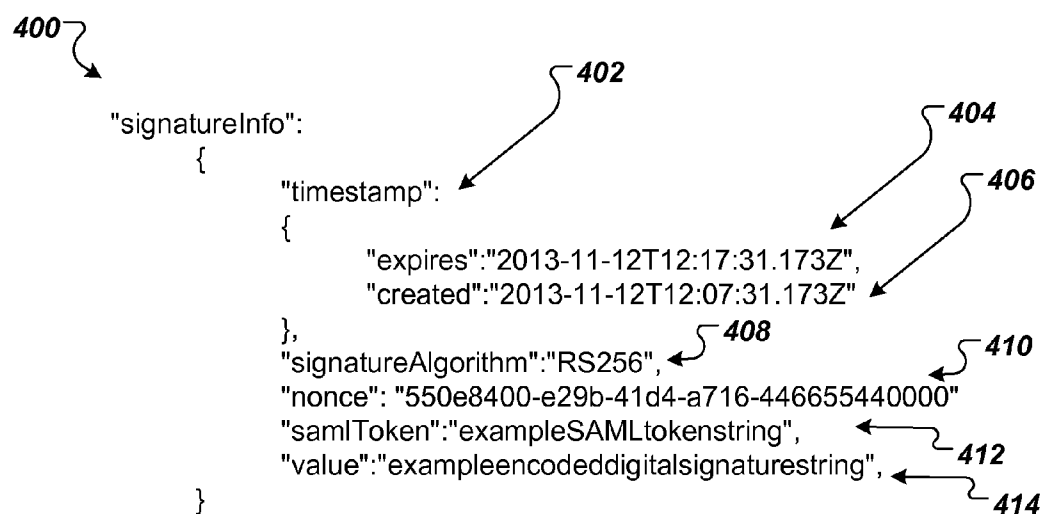 400
402
"signatureInfo":
404
{
406
"timestamp":
{
"expires":"2013-11-12T12:17:31.173Z",
"created":"2013-11-12T12:07:31.173Z"
},
408
"signatureAlgorithm":"RS256",
410
"nonce": "550e8400-e29b-41d4-a716-446655440000"
"samlToken":"exampleSAMLtokenstring",
412
"value":"exampleencodeddigitalsignaturestring",
414
}